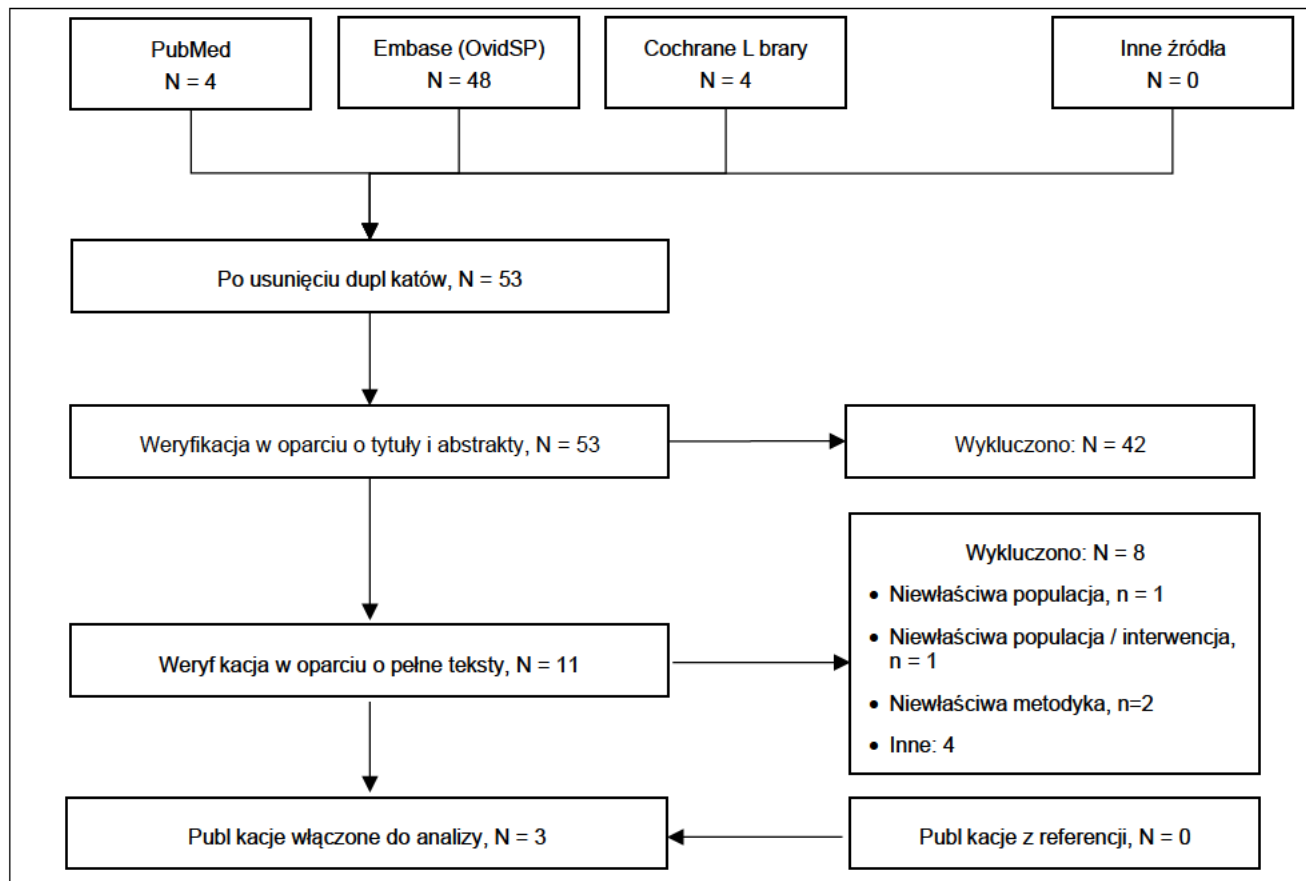 PubMed
N = 4
Embase (OvidSP)
N = 48
Cochrane L brary
N = 4
Inne źródła
N = 0
Po usunięciu dupl katów, N = 53
Weryfikacja w oparciu o tytuły i abstrakty, N = 53
Wykluczono: N = 42
Weryf kacja w oparciu o pełne teksty, N = 11
Wykluczono: N = 8
• Niewłaściwa populacja, n = 1
• Niewłaściwa populacja / interwencja,
n = 1
• Niewłaściwa metodyka, n=2
• Inne: 4
Publ kacje włączone do analizy, N = 3
Publ kacje z referencji, N = 0